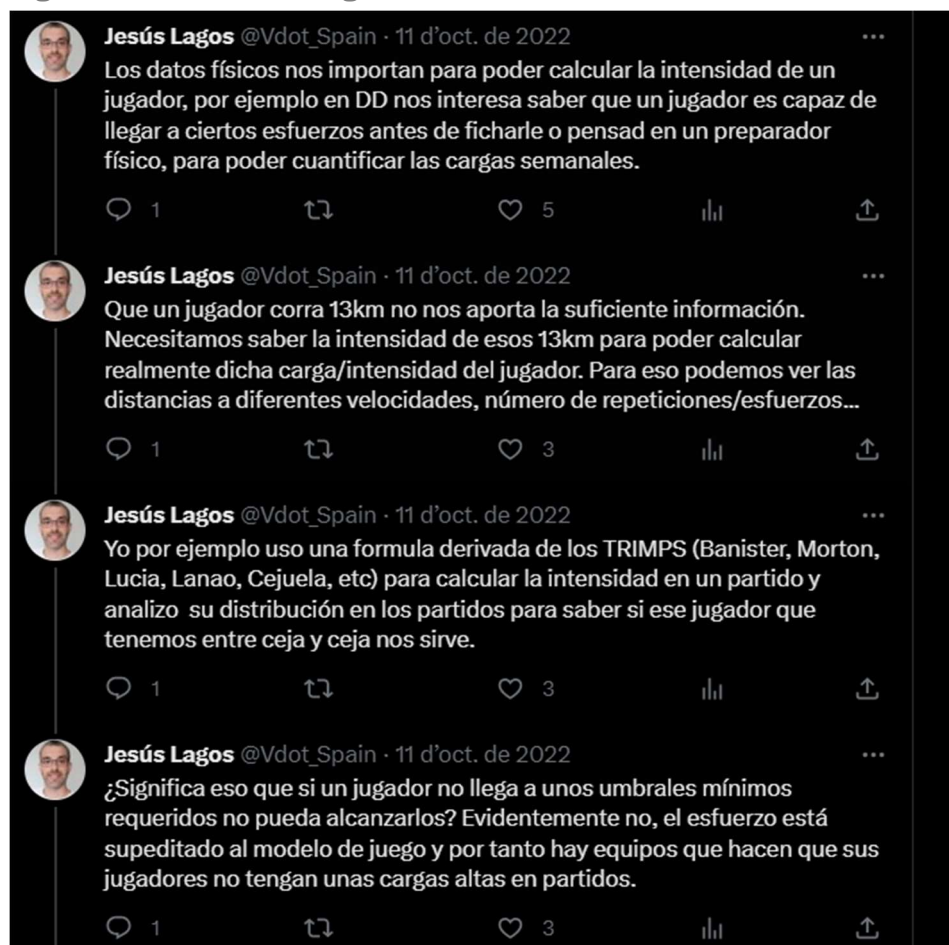 Jesús Lagos @Vdot_Spain · 11 d'oct. de 2022
Los datos físicos nos importan para poder calcular la intensidad de un
jugador, por ejemplo en DD nos interesa saber que un jugador es capaz de
llegar a ciertos esfuerzos antes de ficharle o pensad en un preparador
físico, para poder cuantificar las cargas semanales.
1 5
Jesús Lagos @Vdot_Spain · 11 d'oct. de 2022
Que un jugador corra 13km no nos aporta la suficiente información.
Necesitamos saber la intensidad de esos 13km para poder calcular
realmente dicha carga/intensidad del jugador. Para eso podemos ver las
distancias a diferentes velocidades, número de repeticiones/esfuerzos...
1 3
Jesús Lagos @Vdot_Spain · 11 d'oct. de 2022
Yo por ejemplo uso una formula derivada de los TRIMPS (Banister, Morton,
Lucia, Lanao, Cejuela, etc) para calcular la intensidad en un partido y
analizo su distribución en los partidos para saber si ese jugador que
tenemos entre ceja y ceja nos sirve.
1 3
Jesús Lagos @Vdot_Spain · 11 d'oct. de 2022
¿Significa eso que si un jugador no llega a unos umbrales mínimos
requeridos no pueda alcanzarlos? Evidentemente no, el esfuerzo está
supeditado al modelo de juego y por tanto hay equipos que hacen que sus
jugadores no tengan unas cargas altas en partidos.
1 3